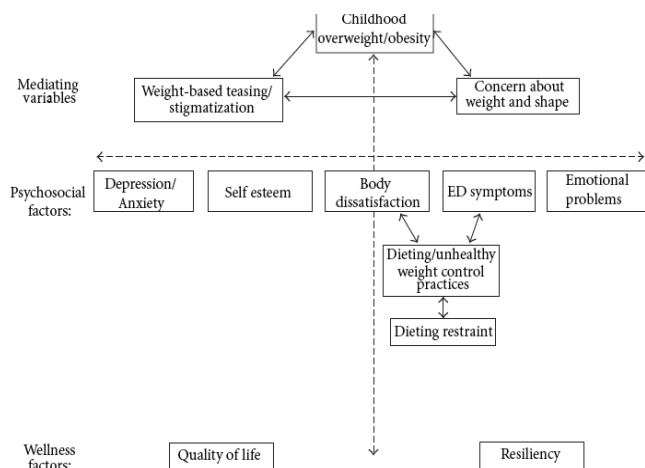 Childhood
overweight/obesity
Mediating
variables
Weight-based teasing/
stigmatization
Concern about
weight and shape
Psychosocial
factors:
Depression/
Anxiety
Self esteem
Body
dissatisfaction
ED symptoms
Emotional
problems
Dieting/unhealthy
weight control
practices
Dieting restraint
Wellness
factors:
Quality of life
Resiliency